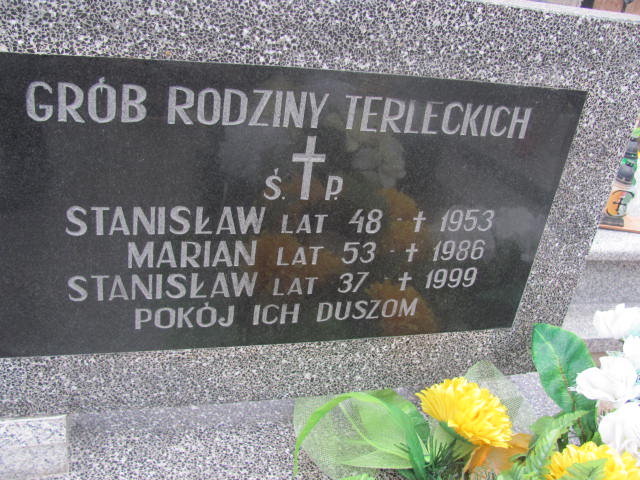 GRÓB RODZINY TERLECKICH
Ś. P.
STANISŁAW LAT 48 - † 1953
MARIAN LAT 53 - † 1986
STANISŁAW LAT 37 - † 1999
POKÓJ ICH DUSZOM